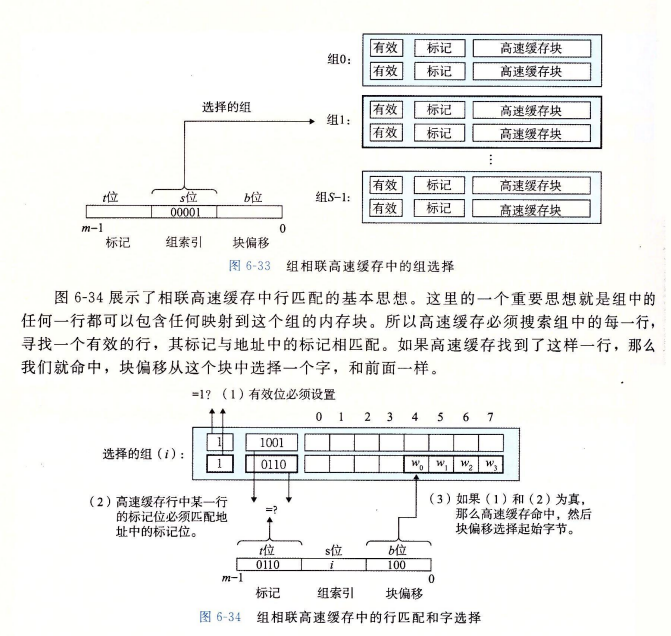 组0：
有效 标记 高速缓存块
有效 标记 高速缓存块
选择的组
组1：
有效 标记 高速缓存块
有效 标记 高速缓存块
⋮
组S-1：
有效 标记 高速缓存块
有效 标记 高速缓存块
t位 s位 b位
00001
m-1 0
标记 组索引 块偏移
图 6-33 组相联高速缓存中的组选择
图 6-34 展示了相联高速缓存中行匹配的基本思想。这里的一个重要思想就是组中的
任何一行都可以包含任何映射到这个组的内存块。所以高速缓存必须搜索组中的每一行，
寻找一个有效的行，其标记与地址中的标记相匹配。如果高速缓存找到了这样一行，那么
我们就命中，块偏移从这个块中选择一个字，和前面一样。
=1? （1）有效位必须设置
0 1 2 3 4 5 6 7
选择的组（i）：
1 1001
1 0110 w₀ w₁ w₂ w₃
（2）高速缓存行中某一行
的标记位必须匹配地
址中的标记位。
=?
（3）如果（1）和（2）为真，
那么高速缓存命中，然后
块偏移选择起始字节。
t位 s位 b位
0110 i 100
m-1 0
标记 组索引 块偏移
图 6-34 组相联高速缓存中的行匹配和字选择